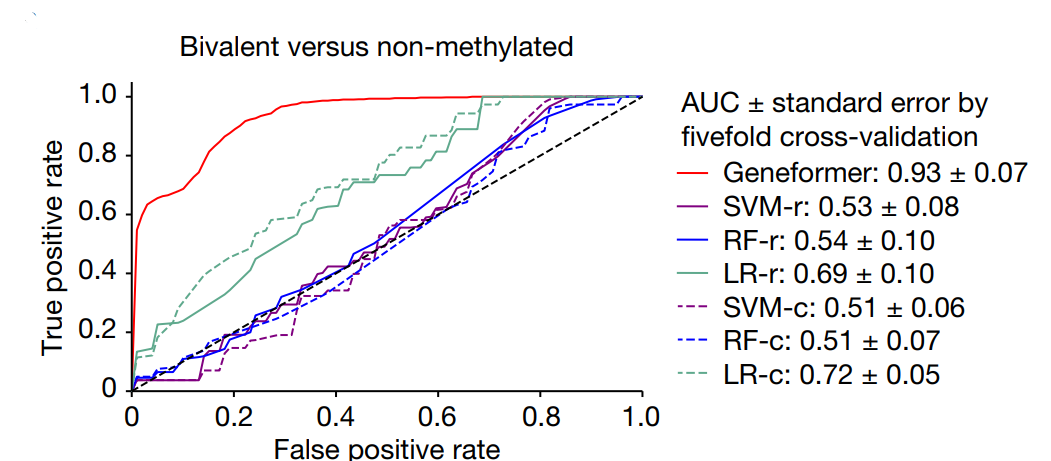 Bivalent versus non-methylated
1.0
0.8
0.6
0.4
0.2
0
True positive rate
0 0.2 0.4 0.6 0.8 1.0
False positive rate
AUC ± standard error by
fivefold cross-validation
Geneformer: 0.93 ± 0.07
SVM-r: 0.53 ± 0.08
RF-r: 0.54 ± 0.10
LR-r: 0.69 ± 0.10
SVM-c: 0.51 ± 0.06
RF-c: 0.51 ± 0.07
LR-c: 0.72 ± 0.05